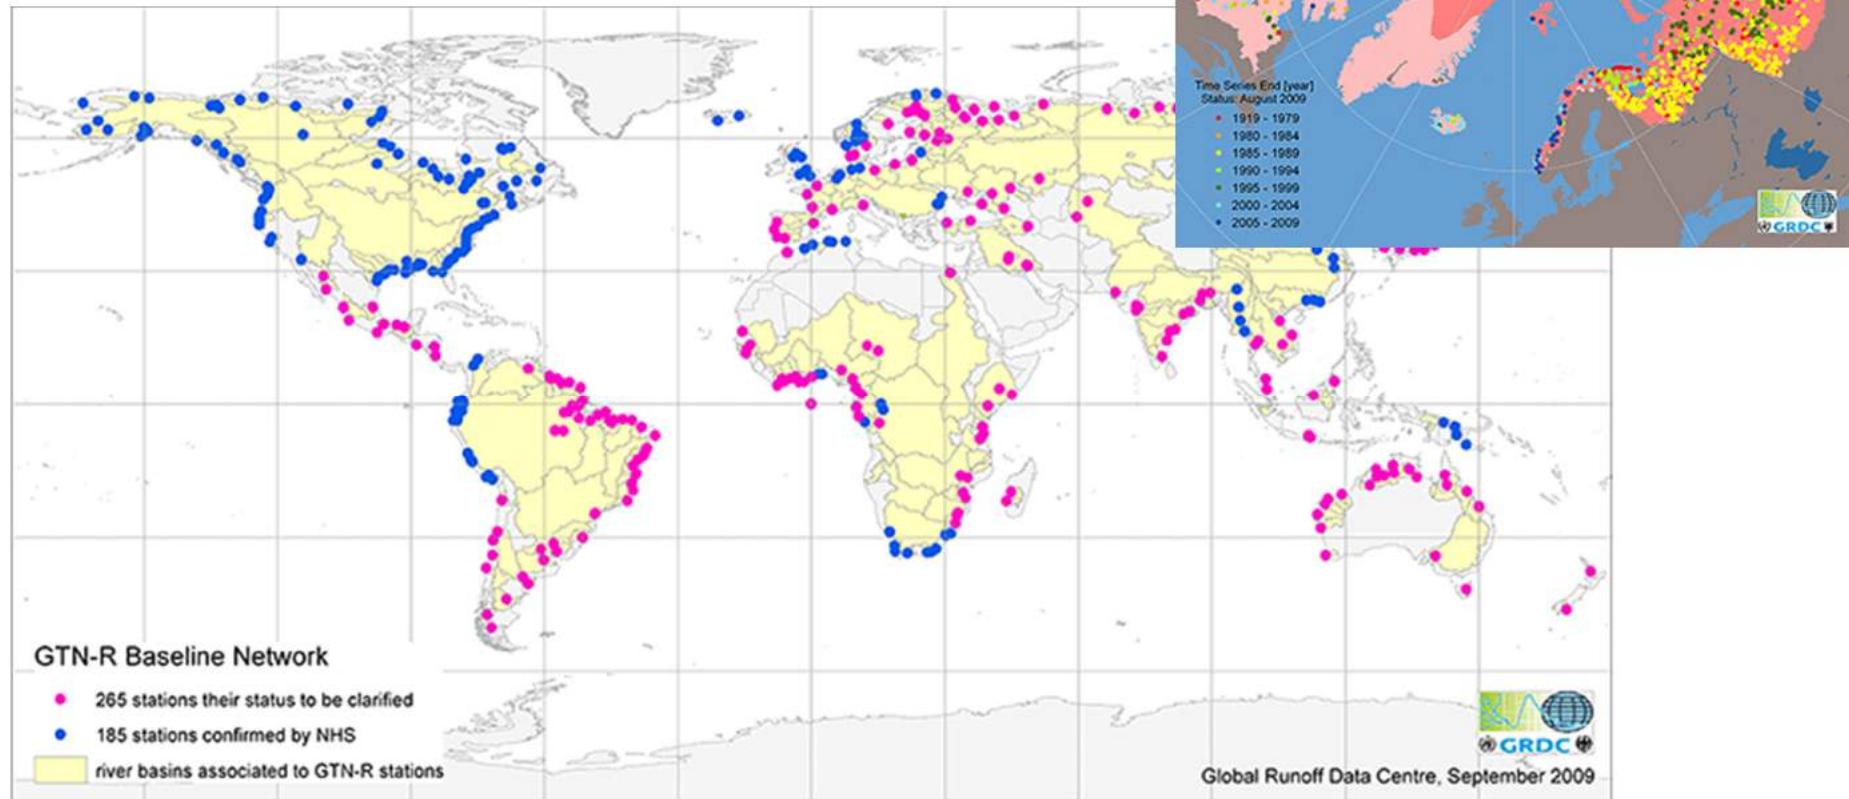 Time Series End [year]
Status: August 2009
1919 - 1979
1980 - 1984
1985 - 1989
1990 - 1994
1995 - 1999
2000 - 2004
2005 - 2009
GRDC
GTN-R Baseline Network
265 stations their status to be clarified
185 stations confirmed by NHS
river basins associated to GTN-R stations
GRDC
Global Runoff Data Centre, September 2009